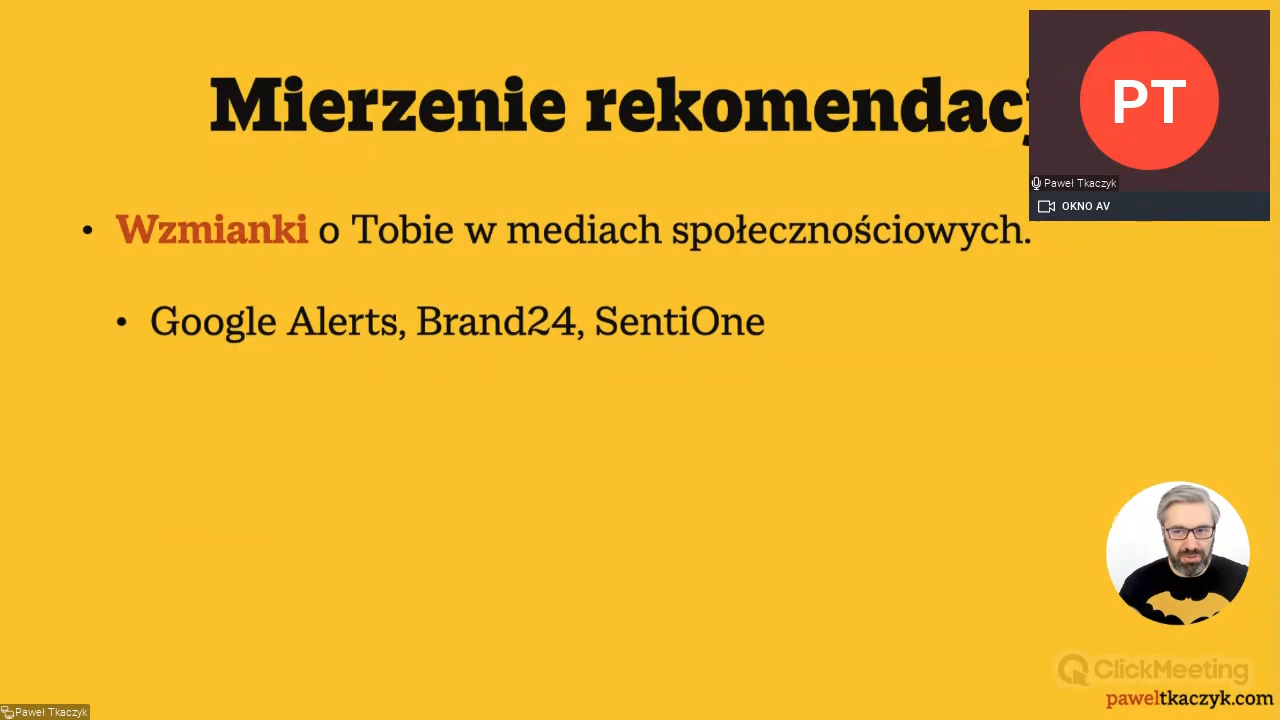 Mierzenie rekomendacj
PT
Paweł Tkaczyk
OKNO AV
• Wzmianki o Tobie w mediach społecznościowych.
• Google Alerts, Brand24, SentiOne
ClickMeeting
paweltkaczyk.com
Paweł Tkaczyk